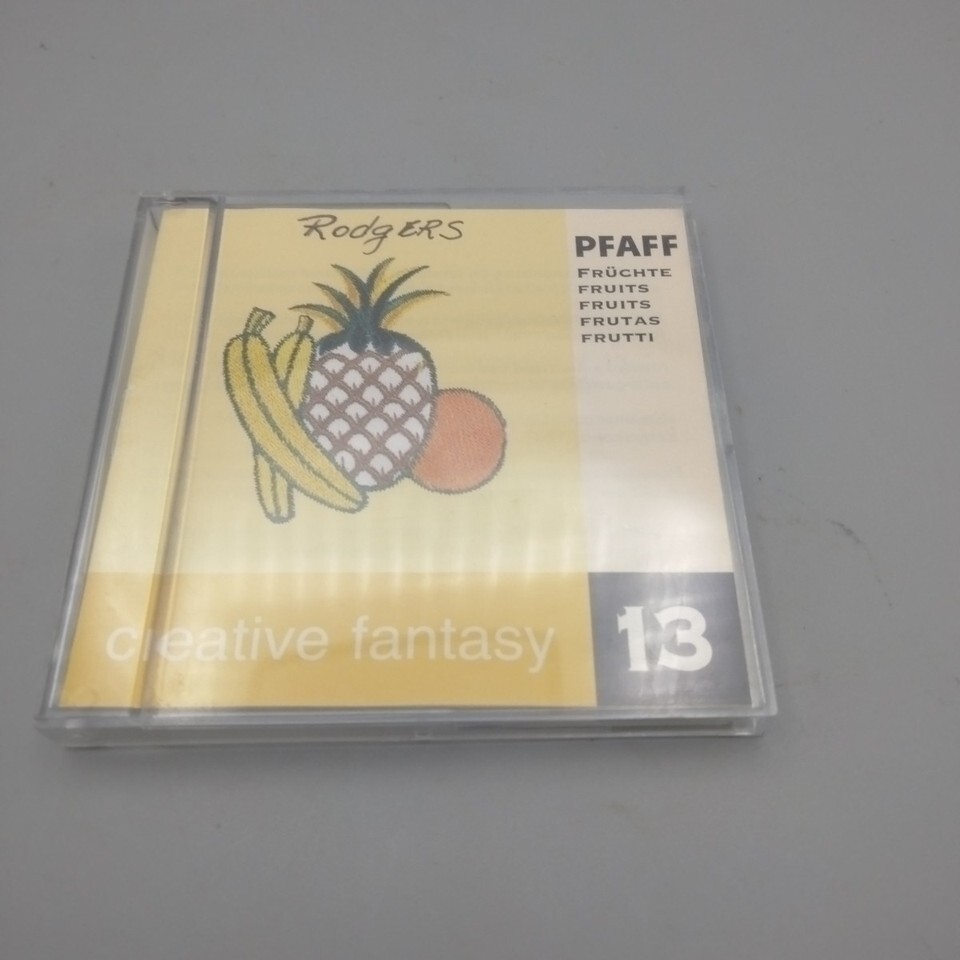 RodgERS
PFAFF
FRÜCHTE
FRUITS
FRUITS
FRUTAS
FRUTTI
creative fantasy
13